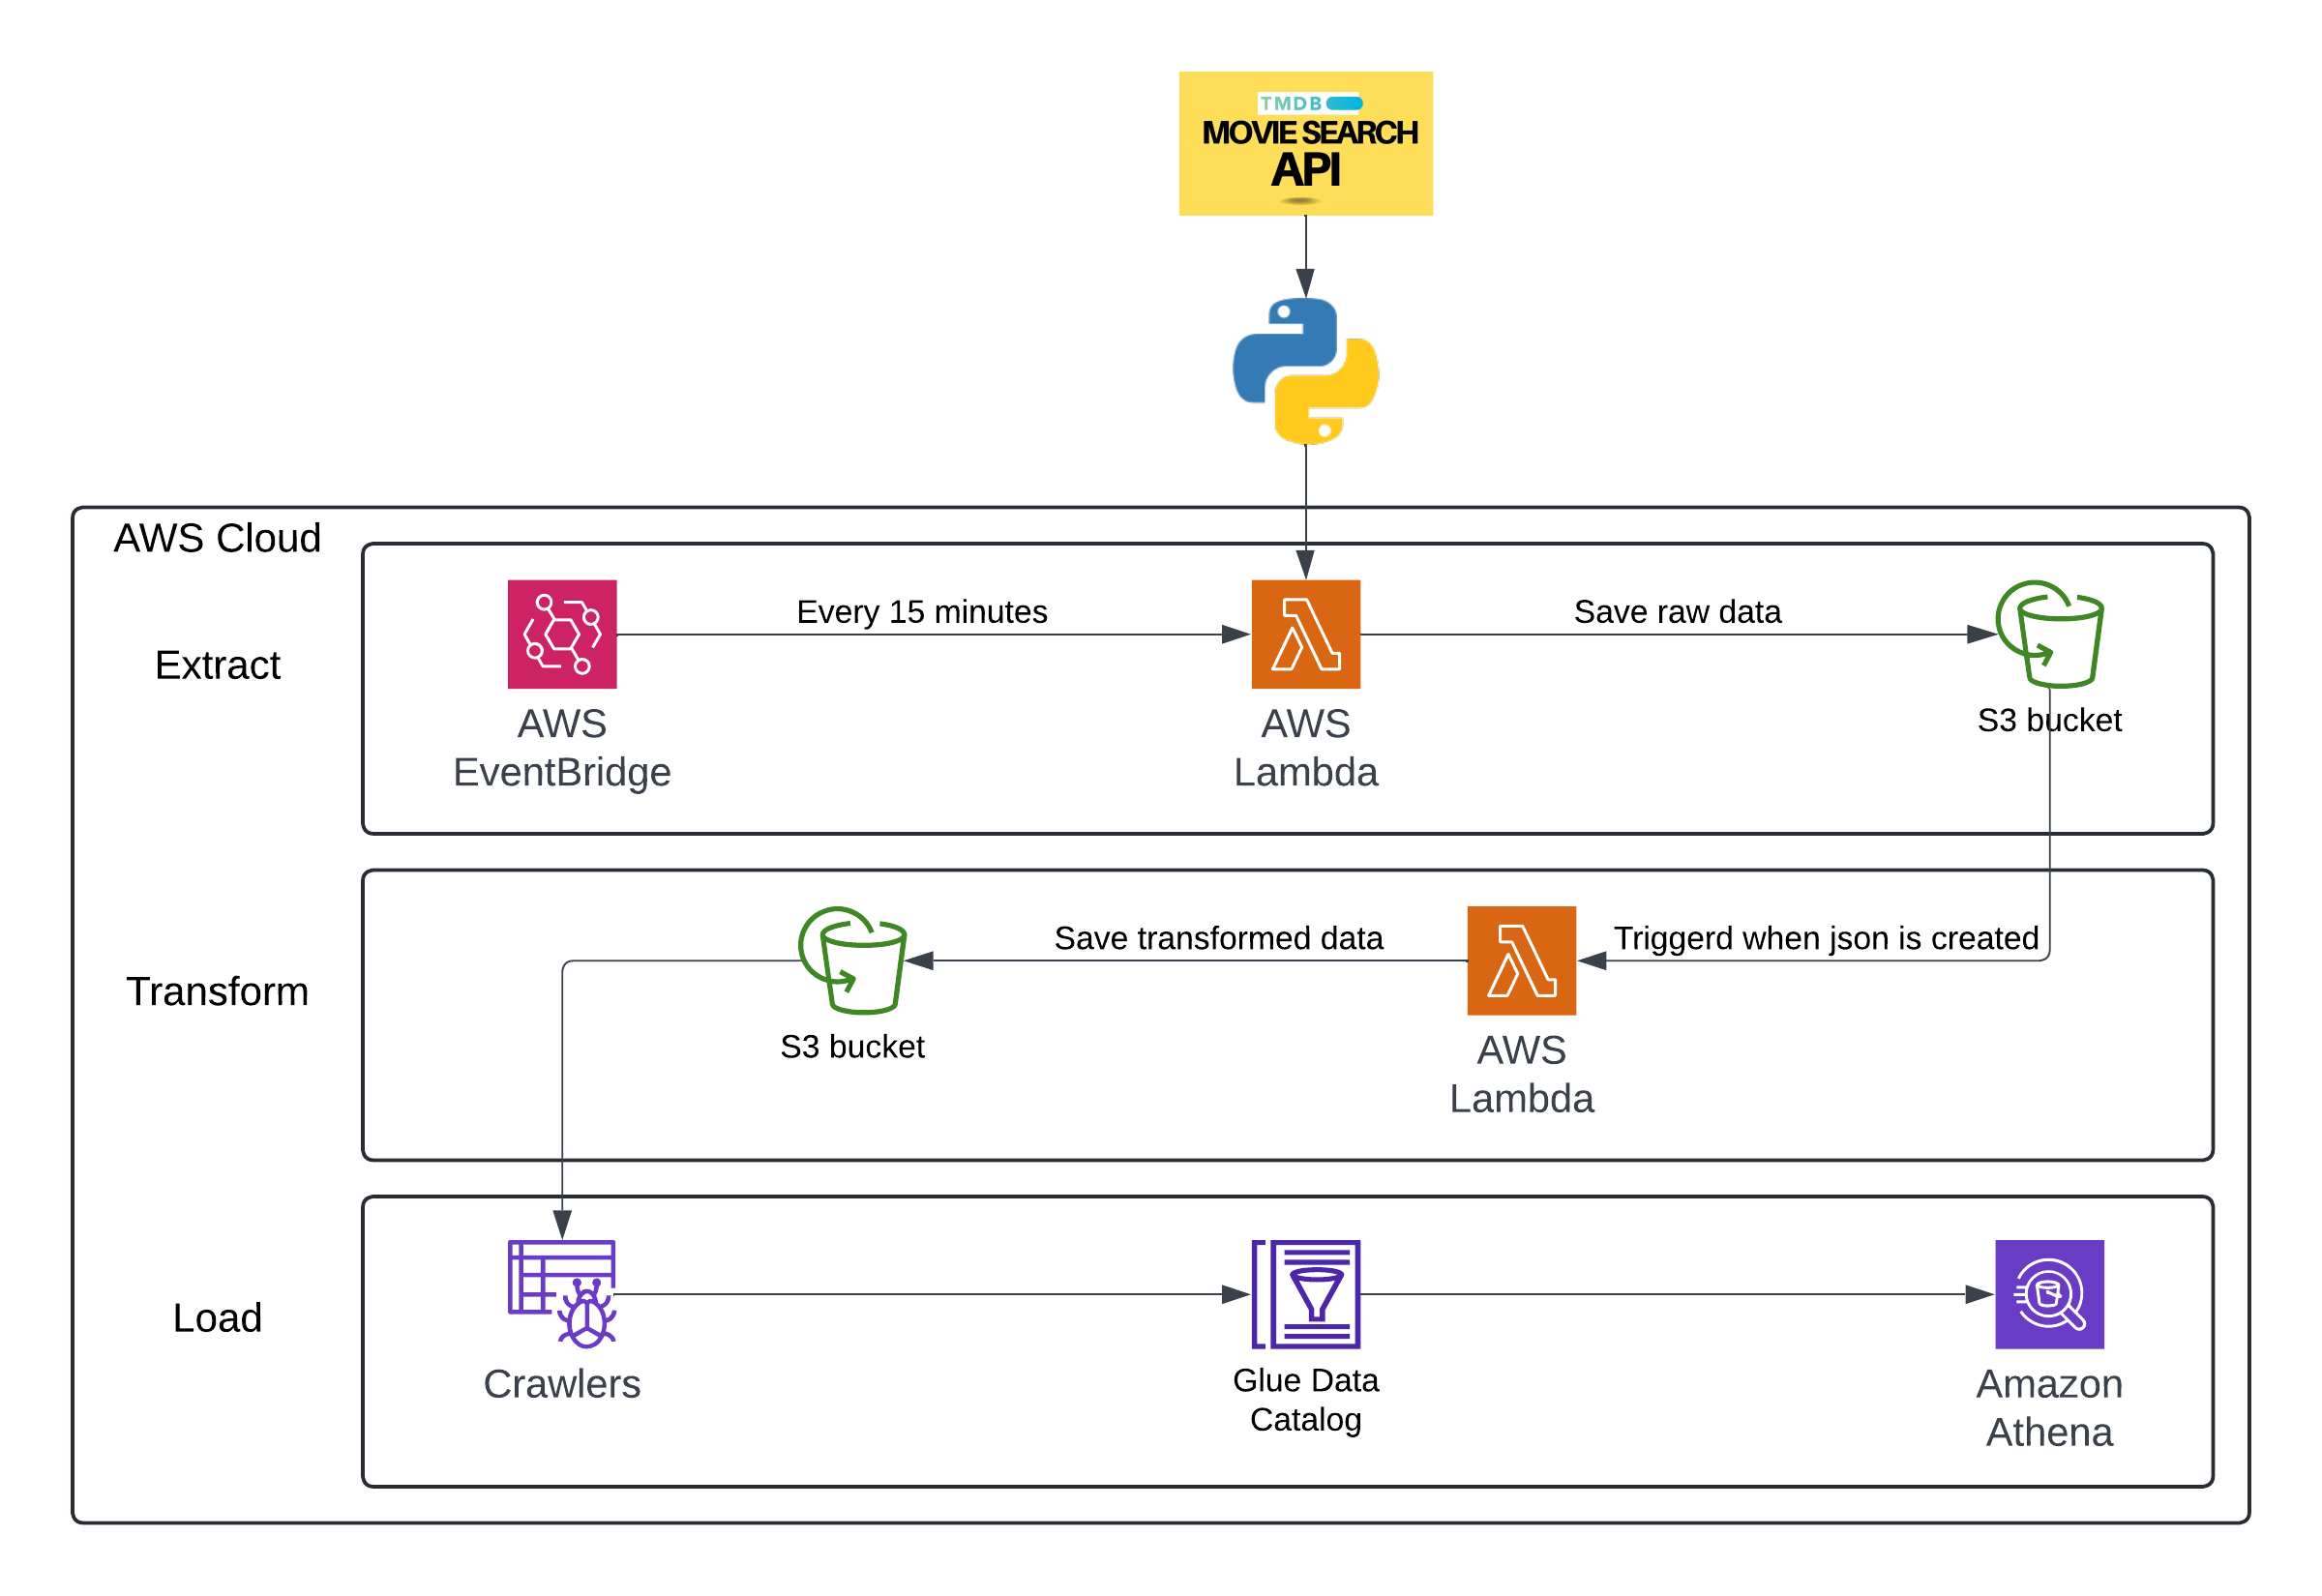 TMDB
MOVIE SEARCH
API
AWS Cloud
Extract
Every 15 minutes
Save raw data
AWS
EventBridge
AWS
Lambda
S3 bucket
Transform
Save transformed data
Triggerd when json is created
S3 bucket
AWS
Lambda
Load
Crawlers
Glue Data
Catalog
Amazon
Athena